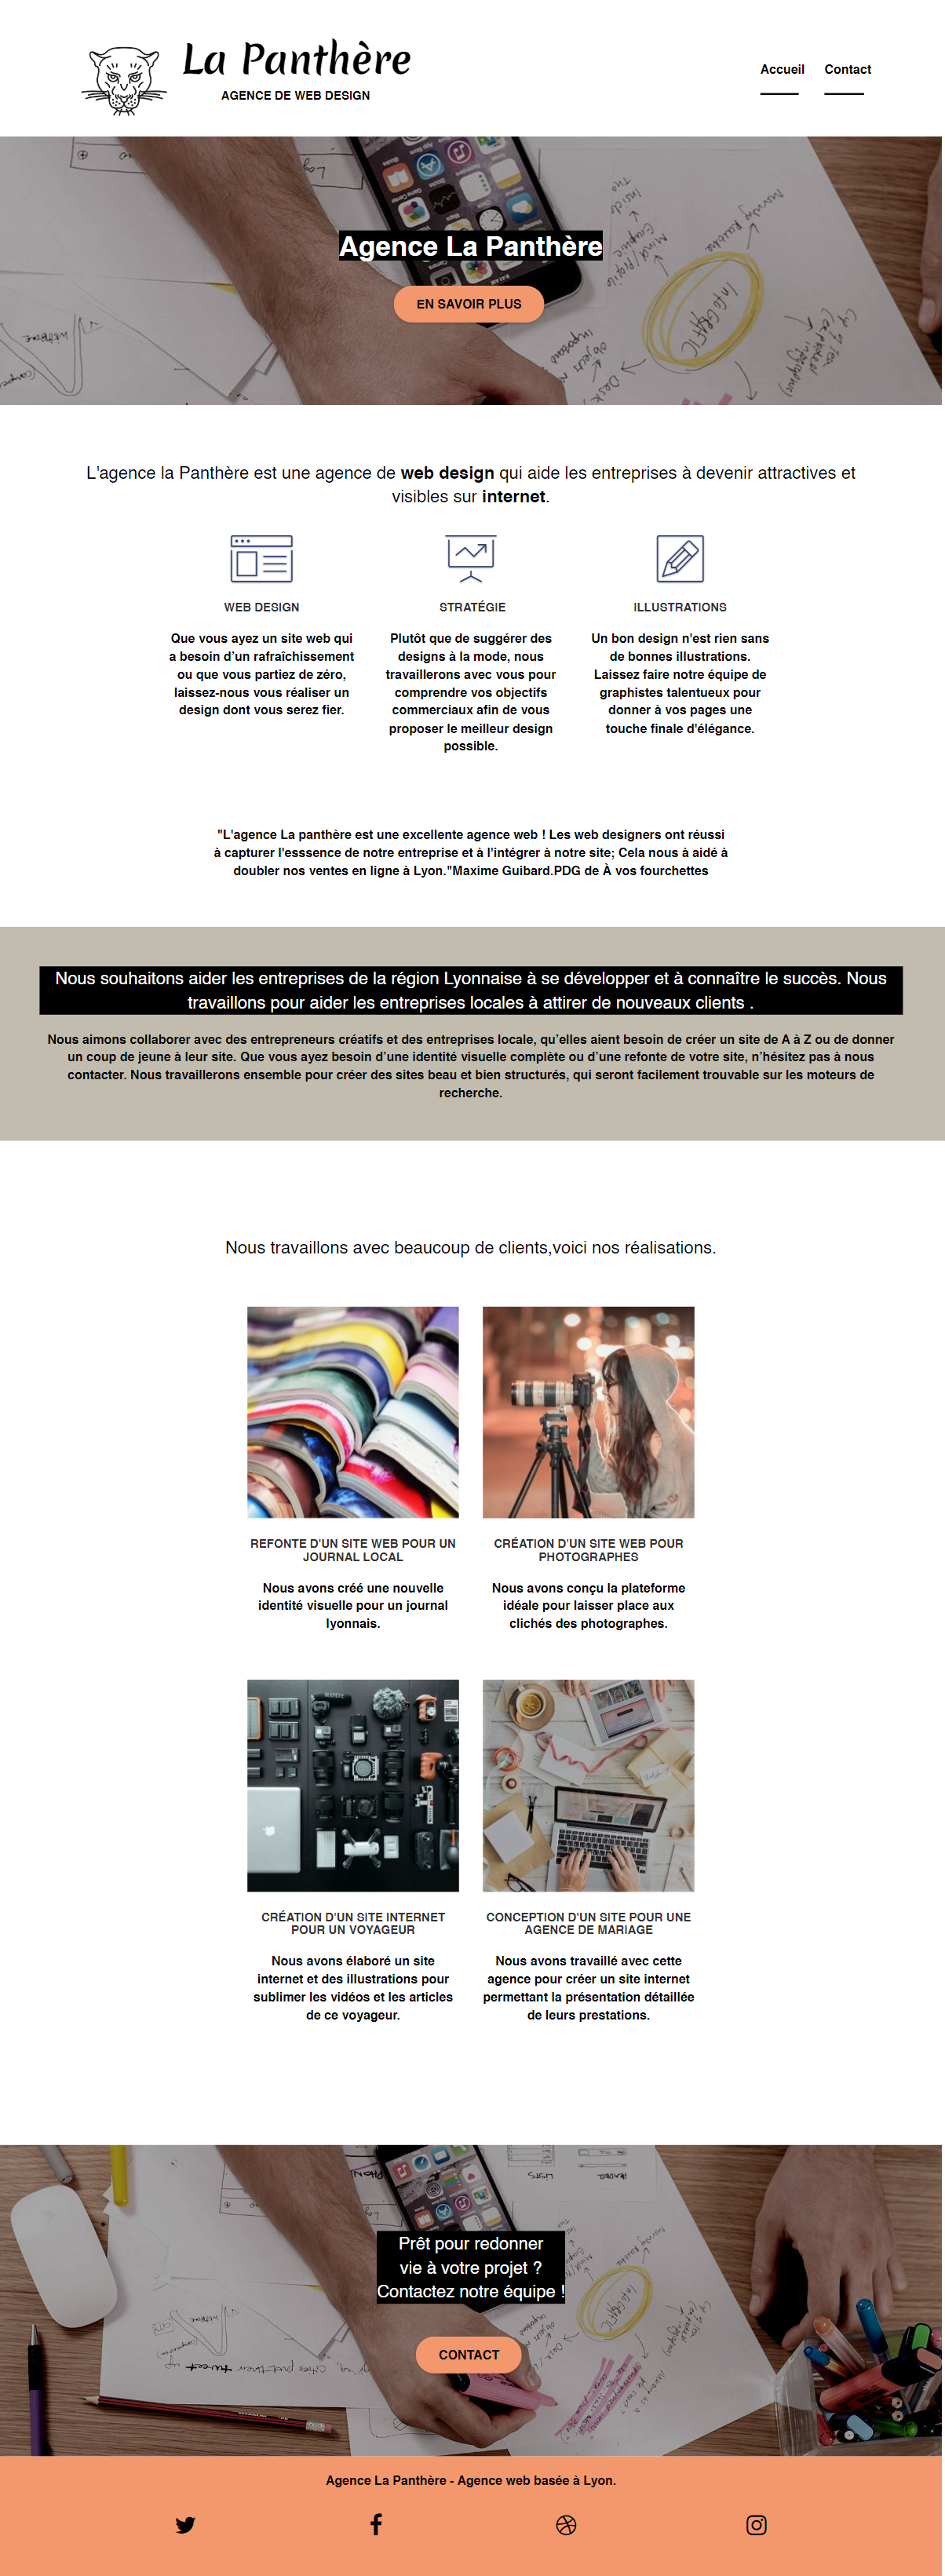 La Panthère
AGENCE DE WEB DESIGN
Accueil
Contact
Agence La Panthère
EN SAVOIR PLUS
L'agence la Panthère est une agence de web design qui aide les entreprises à devenir attractives et
visibles sur internet.
WEB DESIGN
Que vous ayez un site web qui
a besoin d’un rafraîchissement
ou que vous partiez de zéro,
laissez-nous vous réaliser un
design dont vous serez fier.
STRATÉGIE
Plutôt que de suggérer des
designs à la mode, nous
travaillerons avec vous pour
comprendre vos objectifs
commerciaux afin de vous
proposer le meilleur design
possible.
ILLUSTRATIONS
Un bon design n'est rien sans
de bonnes illustrations.
Laissez faire notre équipe de
graphistes talentueux pour
donner à vos pages une
touche finale d'élégance.
"L'agence La panthère est une excellente agence web ! Les web designers ont réussi
à capturer l'esssence de notre entreprise et à l'intégrer à notre site; Cela nous à aidé à
doubler nos ventes en ligne à Lyon."Maxime Guibard.PDG de À vos fourchettes
Nous souhaitons aider les entreprises de la région Lyonnaise à se développer et à connaître le succès. Nous
travaillons pour aider les entreprises locales à attirer de nouveaux clients .
Nous aimons collaborer avec des entrepreneurs créatifs et des entreprises locale, qu’elles aient besoin de créer un site de A à Z ou de donner
un coup de jeune à leur site. Que vous ayez besoin d’une identité visuelle complète ou d’une refonte de votre site, n’hésitez pas à nous
contacter. Nous travaillerons ensemble pour créer des sites beau et bien structurés, qui seront facilement trouvable sur les moteurs de
recherche.
Nous travaillons avec beaucoup de clients,voici nos réalisations.
REFONTE D'UN SITE WEB POUR UN
JOURNAL LOCAL
Nous avons créé une nouvelle
identité visuelle pour un journal
lyonnais.
CRÉATION D'UN SITE WEB POUR
PHOTOGRAPHES
Nous avons conçu la plateforme
idéale pour laisser place aux
clichés des photographes.
CRÉATION D'UN SITE INTERNET
POUR UN VOYAGEUR
Nous avons élaboré un site
internet et des illustrations pour
sublimer les vidéos et les articles
de ce voyageur.
CONCEPTION D'UN SITE POUR UNE
AGENCE DE MARIAGE
Nous avons travaillé avec cette
agence pour créer un site internet
permettant la présentation détaillée
de leurs prestations.
Prêt pour redonner
vie à votre projet ?
Contactez notre équipe !
CONTACT
Agence La Panthère - Agence web basée à Lyon.